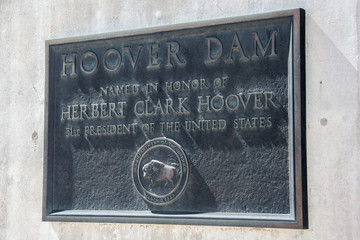 HOOVER DAM
NAMED IN HONOR OF
HERBERT CLARK HOOVER
31ST PRESIDENT OF THE UNITED STATES